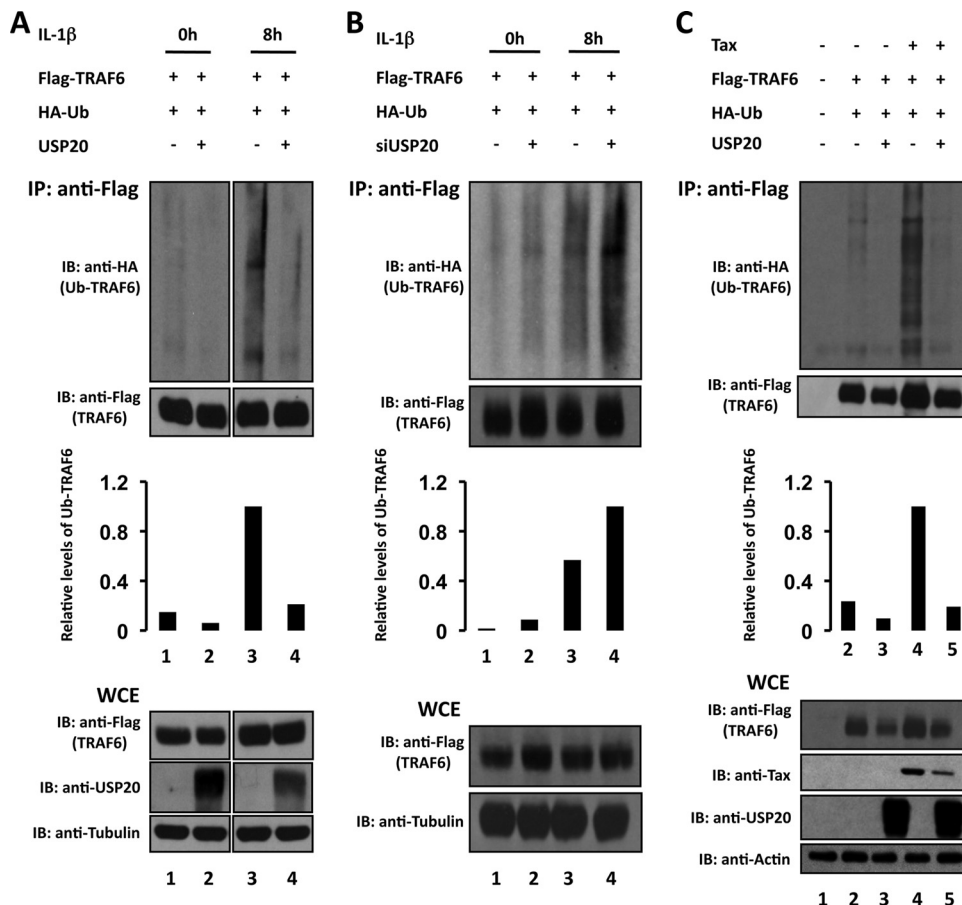 A
IL-1β 0h 8h
Flag-TRAF6 + + + +
HA-Ub + + + +
USP20 - + - +
IP: anti-Flag
IB: anti-HA
(Ub-TRAF6)
IB: anti-Flag
(TRAF6)
Relative levels of Ub-TRAF6
1.2
0.8
0.4
0
1 2 3 4
WCE
IB: anti-Flag
(TRAF6)
IB: anti-USP20
IB: anti-Tubulin
1 2 3 4
B
IL-1β 0h 8h
Flag-TRAF6 + + + +
HA-Ub + + + +
siUSP20 - + - +
IP: anti-Flag
IB: anti-HA
(Ub-TRAF6)
IB: anti-Flag
(TRAF6)
Relative levels of Ub-TRAF6
1.2
0.8
0.4
0
1 2 3 4
WCE
IB: anti-Flag
(TRAF6)
IB: anti-Tubulin
1 2 3 4
C
Tax - - - + +
Flag-TRAF6 - + + + +
HA-Ub - + + + +
USP20 - - + - +
IP: anti-Flag
IB: anti-HA
(Ub-TRAF6)
IB: anti-Flag
(TRAF6)
Relative levels of Ub-TRAF6
1.2
0.8
0.4
0
2 3 4 5
WCE
IB: anti-Flag
(TRAF6)
IB: anti-Tax
IB: anti-USP20
IB: anti-Actin
1 2 3 4 5